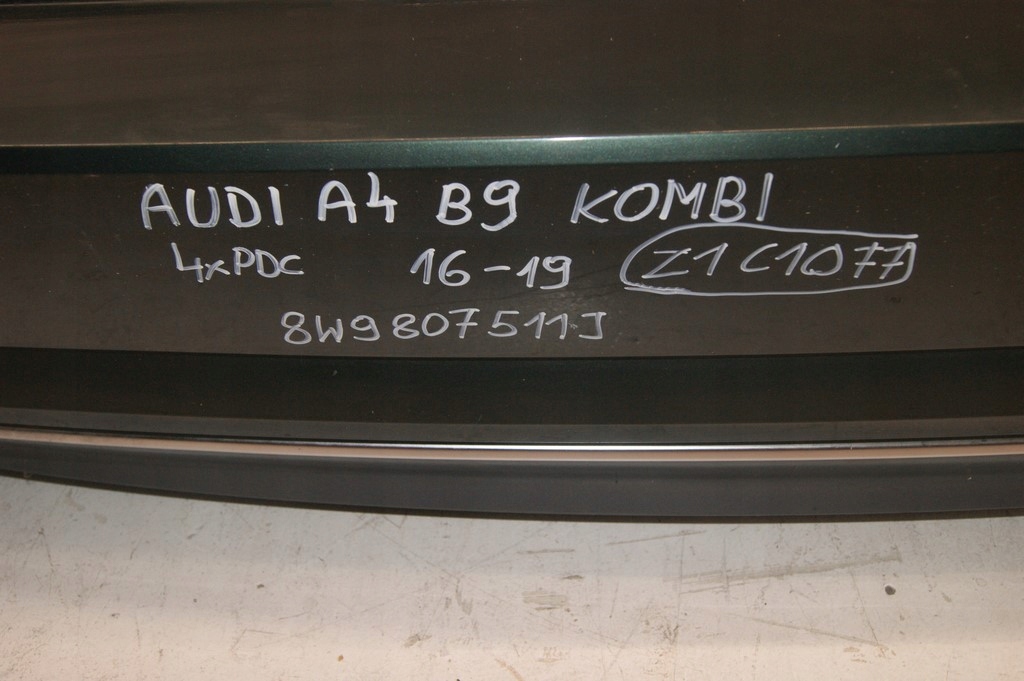 AUDI A4 B9 KOMBI
4xPDC 16-19 Z1C1077
8W9807511J